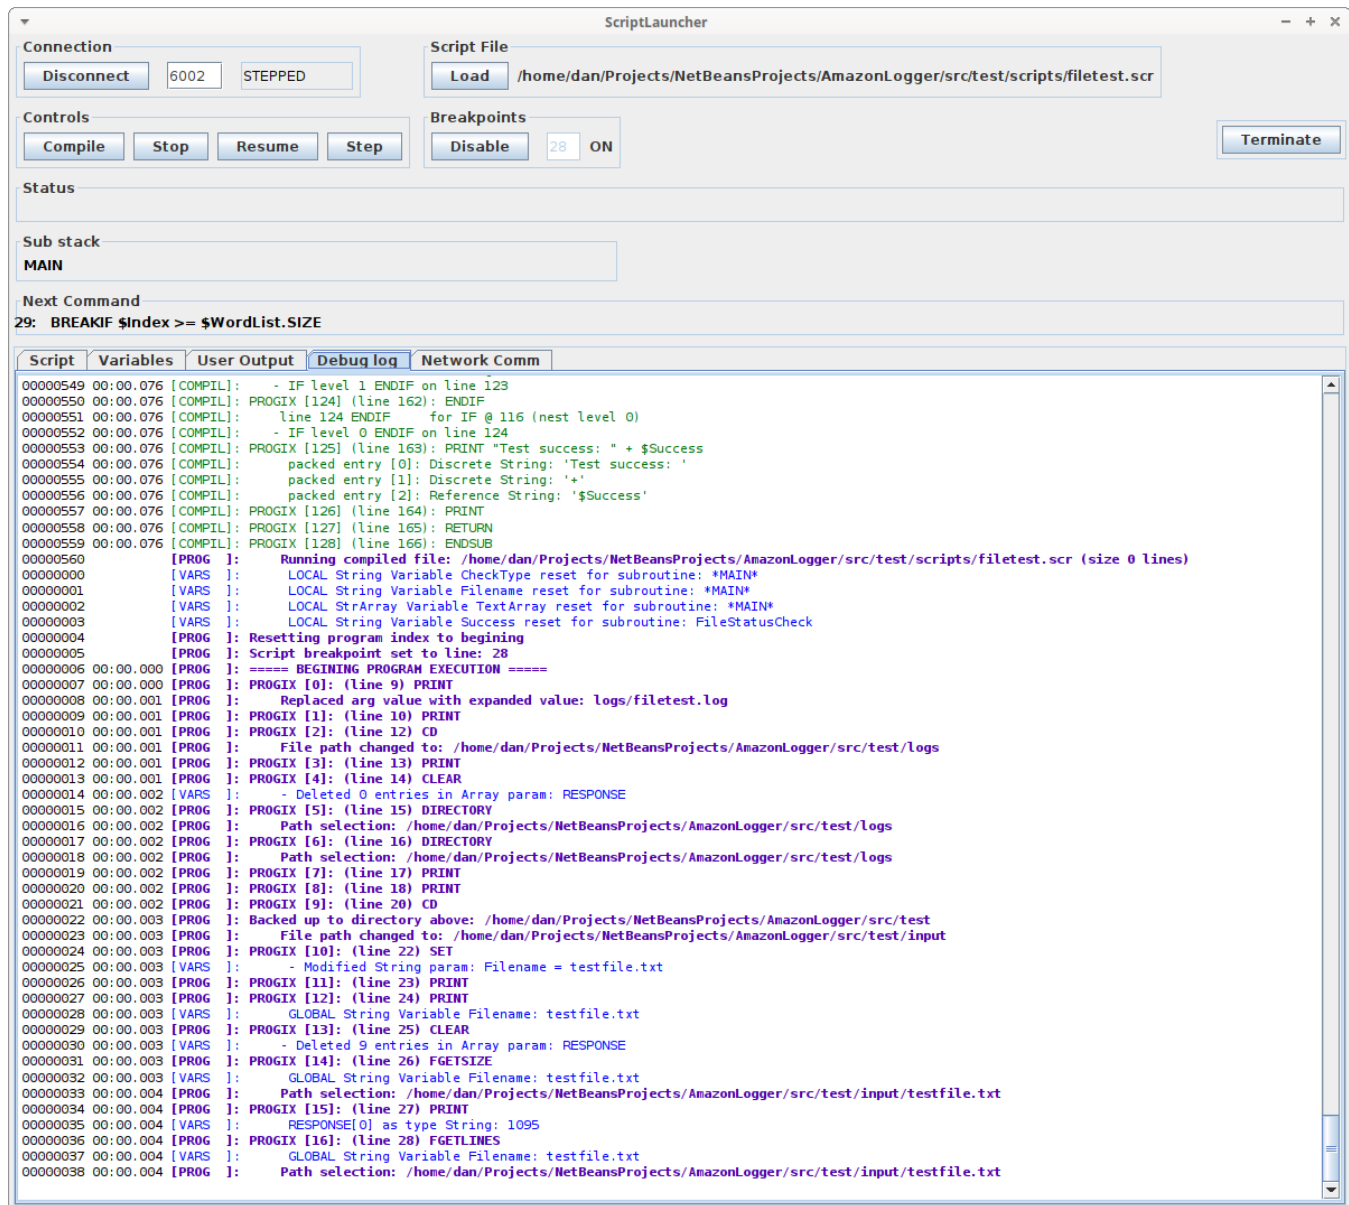 ScriptLauncher
Connection
Disconnect 6002 STEPPED
Script File
Load /home/dan/Projects/NetBeansProjects/AmazonLogger/src/test/scripts/filetest.scr
Controls
Compile Stop Resume Step
Breakpoints
Disable 28 ON
Terminate
Status
Sub stack
MAIN
Next Command
29: BREAKIF $Index >= $WordList.SIZE
Script Variables User Output Debug log Network Comm
00000549 00:00.076 [COMPIL]: - IF level 1 ENDIF on line 123
00000550 00:00.076 [COMPIL]: PROGIX [124] (line 162): ENDIF
00000551 00:00.076 [COMPIL]: line 124 ENDIF for IF @ 116 (nest level 0)
00000552 00:00.076 [COMPIL]: - IF level 0 ENDIF on line 124
00000553 00:00.076 [COMPIL]: PROGIX [125] (line 163): PRINT "Test success: " + $Success
00000554 00:00.076 [COMPIL]: packed entry [0]: Discrete String: 'Test success: '
00000555 00:00.076 [COMPIL]: packed entry [1]: Discrete String: '+'
00000556 00:00.076 [COMPIL]: packed entry [2]: Reference String: '$Success'
00000557 00:00.076 [COMPIL]: PROGIX [126] (line 164): PRINT
00000558 00:00.076 [COMPIL]: PROGIX [127] (line 165): RETURN
00000559 00:00.076 [COMPIL]: PROGIX [128] (line 166): ENDSUB
00000560 [PROG ]: Running compiled file: /home/dan/Projects/NetBeansProjects/AmazonLogger/src/test/scripts/filetest.scr (size 0 lines)
00000000 [VARS ]: LOCAL String Variable CheckType reset for subroutine: *MAIN*
00000001 [VARS ]: LOCAL String Variable Filename reset for subroutine: *MAIN*
00000002 [VARS ]: LOCAL StrArray Variable TextArray reset for subroutine: *MAIN*
00000003 [VARS ]: LOCAL String Variable Success reset for subroutine: FileStatusCheck
00000004 [PROG ]: Resetting program index to begining
00000005 [PROG ]: Script breakpoint set to line: 28
00000006 00:00.000 [PROG ]: ===== BEGINING PROGRAM EXECUTION =====
00000007 00:00.000 [PROG ]: PROGIX [0]: (line 9) PRINT
00000008 00:00.001 [PROG ]: Replaced arg value with expanded value: logs/filetest.log
00000009 00:00.001 [PROG ]: PROGIX [1]: (line 10) PRINT
00000010 00:00.001 [PROG ]: PROGIX [2]: (line 12) CD
00000011 00:00.001 [PROG ]: File path changed to: /home/dan/Projects/NetBeansProjects/AmazonLogger/src/test/logs
00000012 00:00.001 [PROG ]: PROGIX [3]: (line 13) PRINT
00000013 00:00.001 [PROG ]: PROGIX [4]: (line 14) CLEAR
00000014 00:00.002 [VARS ]: - Deleted 0 entries in Array param: RESPONSE
00000015 00:00.002 [PROG ]: PROGIX [5]: (line 15) DIRECTORY
00000016 00:00.002 [PROG ]: Path selection: /home/dan/Projects/NetBeansProjects/AmazonLogger/src/test/logs
00000017 00:00.002 [PROG ]: PROGIX [6]: (line 16) DIRECTORY
00000018 00:00.002 [PROG ]: Path selection: /home/dan/Projects/NetBeansProjects/AmazonLogger/src/test/logs
00000019 00:00.002 [PROG ]: PROGIX [7]: (line 17) PRINT
00000020 00:00.002 [PROG ]: PROGIX [8]: (line 18) PRINT
00000021 00:00.002 [PROG ]: PROGIX [9]: (line 20) CD
00000022 00:00.003 [PROG ]: Backed up to directory above: /home/dan/Projects/NetBeansProjects/AmazonLogger/src/test
00000023 00:00.003 [PROG ]: File path changed to: /home/dan/Projects/NetBeansProjects/AmazonLogger/src/test/input
00000024 00:00.003 [PROG ]: PROGIX [10]: (line 22) SET
00000025 00:00.003 [VARS ]: - Modified String param: Filename = testfile.txt
00000026 00:00.003 [PROG ]: PROGIX [11]: (line 23) PRINT
00000027 00:00.003 [PROG ]: PROGIX [12]: (line 24) PRINT
00000028 00:00.003 [VARS ]: GLOBAL String Variable Filename: testfile.txt
00000029 00:00.003 [PROG ]: PROGIX [13]: (line 25) CLEAR
00000030 00:00.003 [VARS ]: - Deleted 9 entries in Array param: RESPONSE
00000031 00:00.003 [PROG ]: PROGIX [14]: (line 26) FGETSIZE
00000032 00:00.003 [VARS ]: GLOBAL String Variable Filename: testfile.txt
00000033 00:00.004 [PROG ]: Path selection: /home/dan/Projects/NetBeansProjects/AmazonLogger/src/test/input/testfile.txt
00000034 00:00.004 [PROG ]: PROGIX [15]: (line 27) PRINT
00000035 00:00.004 [VARS ]: RESPONSE[0] as type String: 1095
00000036 00:00.004 [PROG ]: PROGIX [16]: (line 28) FGETLINES
00000037 00:00.004 [VARS ]: GLOBAL String Variable Filename: testfile.txt
00000038 00:00.004 [PROG ]: Path selection: /home/dan/Projects/NetBeansProjects/AmazonLogger/src/test/input/testfile.txt